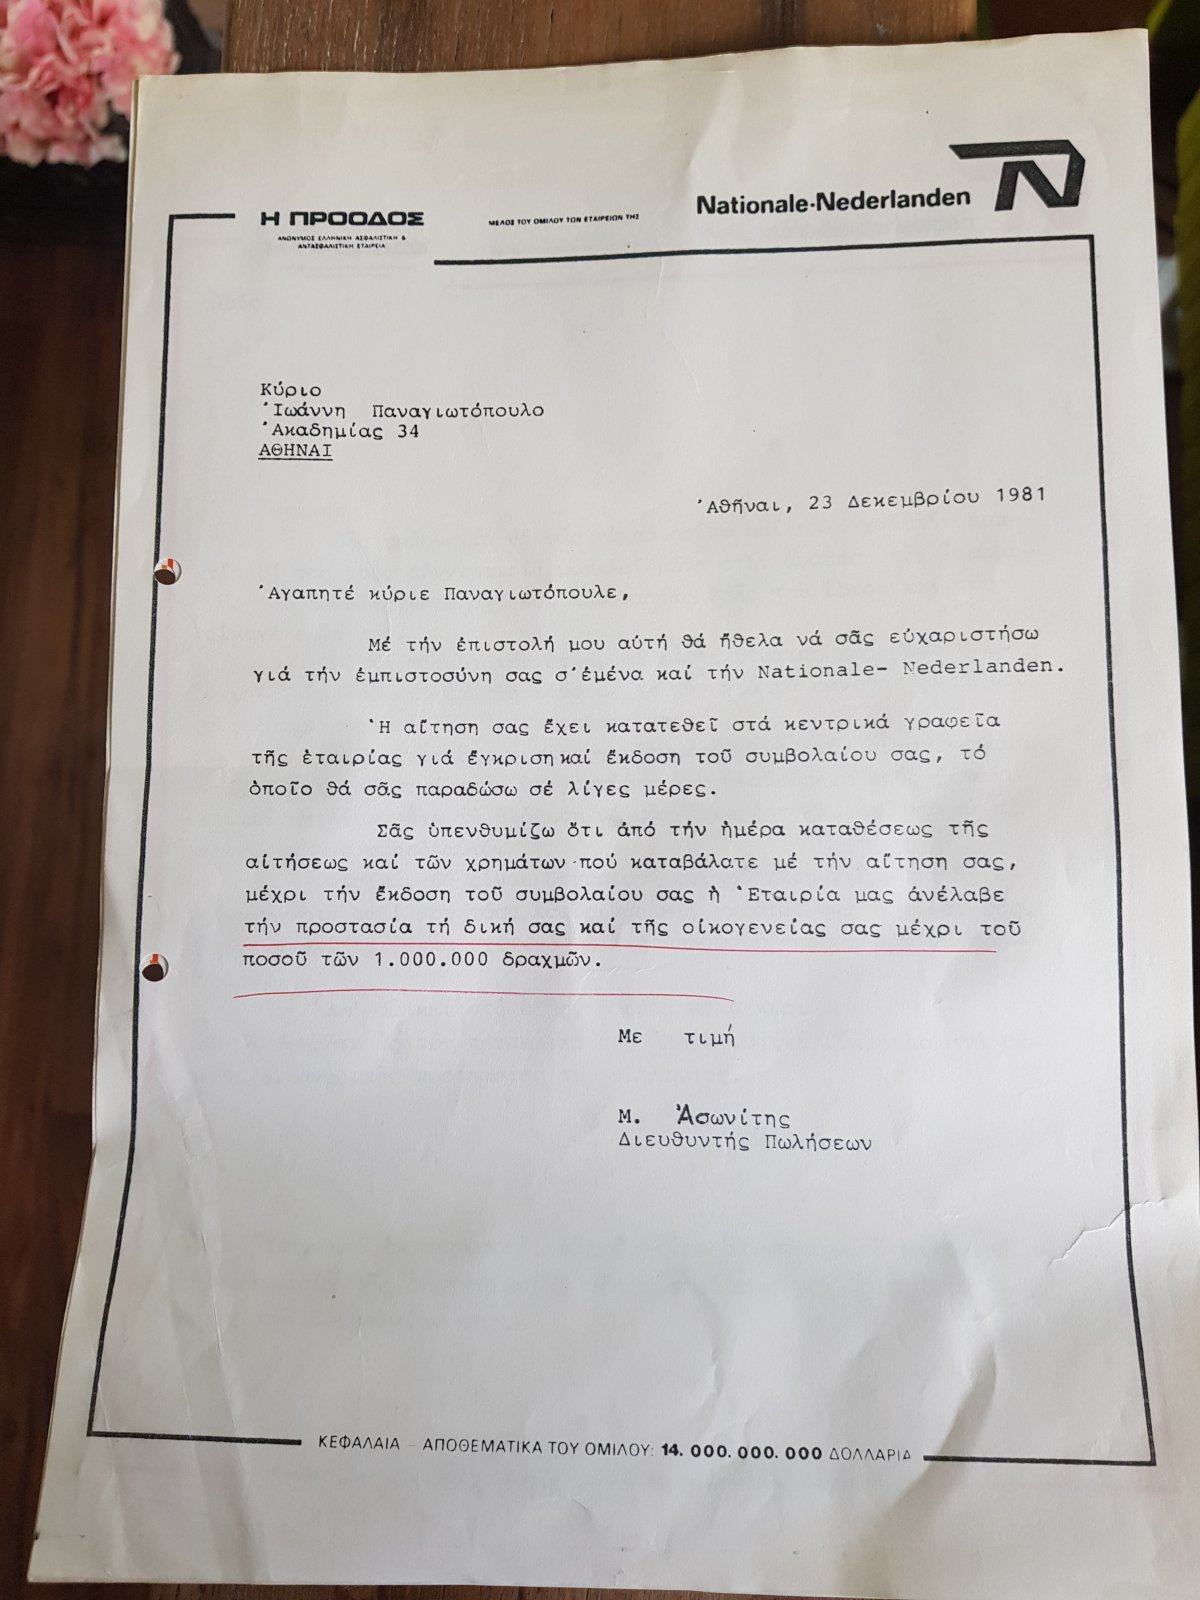 Η ΠΡΟΟΔΟΣ
ΑΝΩΝΥΜΟΣ ΕΛΛΗΝΙΚΗ ΑΣΦΑΛΙΣΤΙΚΗ &
ΑΝΤΑΣΦΑΛΙΣΤΙΚΗ ΕΤΑΙΡΕΙΑ
ΜΕΛΟΣ ΤΟΥ ΟΜΙΛΟΥ ΤΩΝ ΕΤΑΙΡΕΙΩΝ ΤΗΣ
Nationale-Nederlanden
Κύριο
Ἰωάννη Παναγιωτόπουλο
Ἀκαδημίας 34
ΑΘΗΝΑΙ
Ἀθῆναι, 23 Δεκεμβρίου 1981
Ἀγαπητέ κύριε Παναγιωτόπουλε,
Μέ τήν ἐπιστολή μου αὐτή θά ἤθελα νά σᾶς εὐχαριστήσω
γιά τήν ἐμπιστοσύνη σας σ'ἐμένα καί τήν Nationale- Nederlanden.
Ἡ αἴτηση σας ἔχει κατατεθεῖ στά κεντρικά γραφεῖα
τῆς ἑταιρίας γιά ἔγκριση καί ἔκδοση τοῦ συμβολαίου σας, τό
ὁποῖο θά σᾶς παραδώσω σέ λίγες μέρες.
Σᾶς ὑπενθυμίζω ὅτι ἀπό τήν ἡμέρα καταθέσεως τῆς
αἰτήσεως καί τῶν χρημάτων πού καταβάλατε μέ τήν αἴτηση σας,
μέχρι τήν ἔκδοση τοῦ συμβολαίου σας ἡ Ἑταιρία μας ἀνέλαβε
τήν προστασία τή δική σας καί τῆς οἰκογενείας σας μέχρι τοῦ
ποσοῦ τῶν 1.000.000 δραχμῶν.
Με τιμή
Μ. Ἀσωνίτης
Διευθυντής Πωλήσεων
ΚΕΦΑΛΑΙΑ - ΑΠΟΘΕΜΑΤΙΚΑ ΤΟΥ ΟΜΙΛΟΥ: 14. 000. 000. 000 ΔΟΛΛΑΡΙΑ